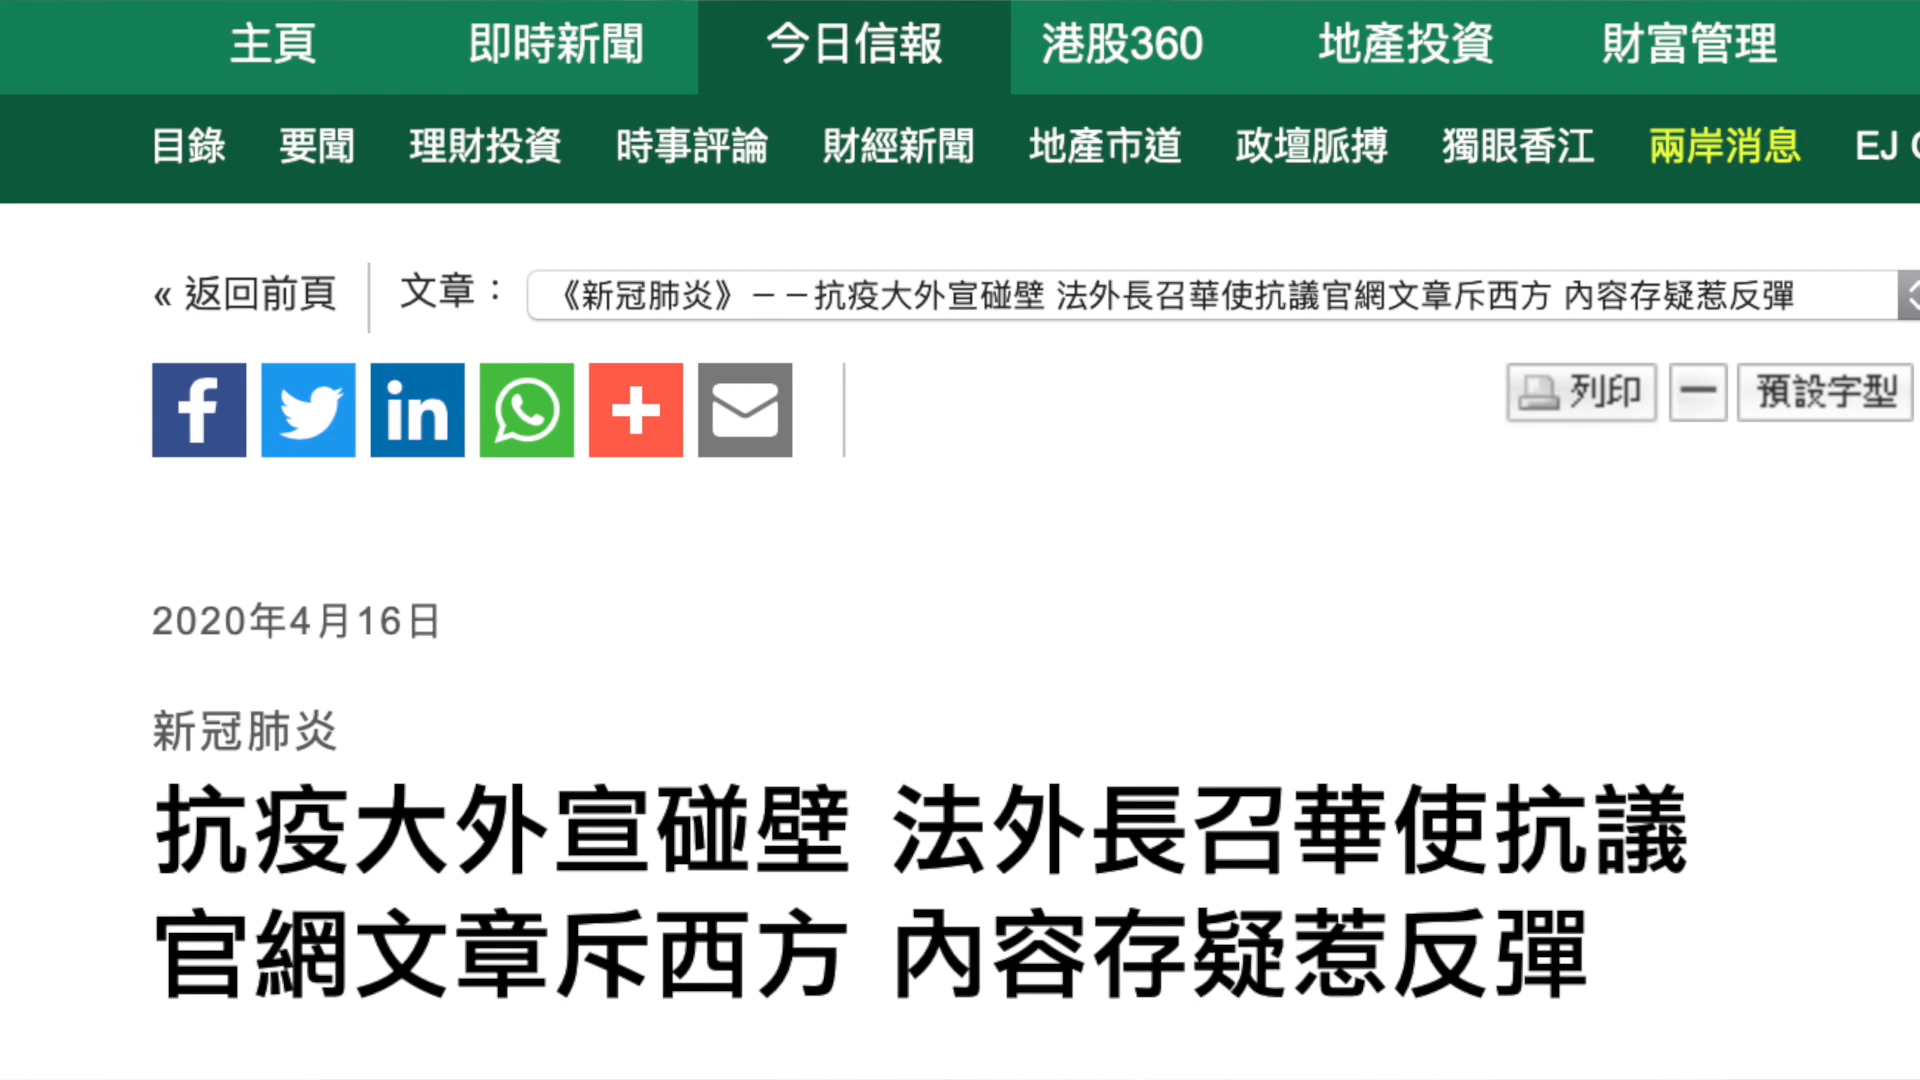 主頁 即時新聞 今日信報 港股360 地產投資 財富管理
目錄 要聞 理財投資 時事評論 財經新聞 地產市道 政壇脈搏 獨眼香江 兩岸消息 EJ
« 返回前頁 文章： 《新冠肺炎》－－抗疫大外宣碰壁 法外長召華使抗議官網文章斥西方 內容存疑惹反彈
列印 預設字型
2020年4月16日
新冠肺炎
抗疫大外宣碰壁 法外長召華使抗議
官網文章斥西方 內容存疑惹反彈